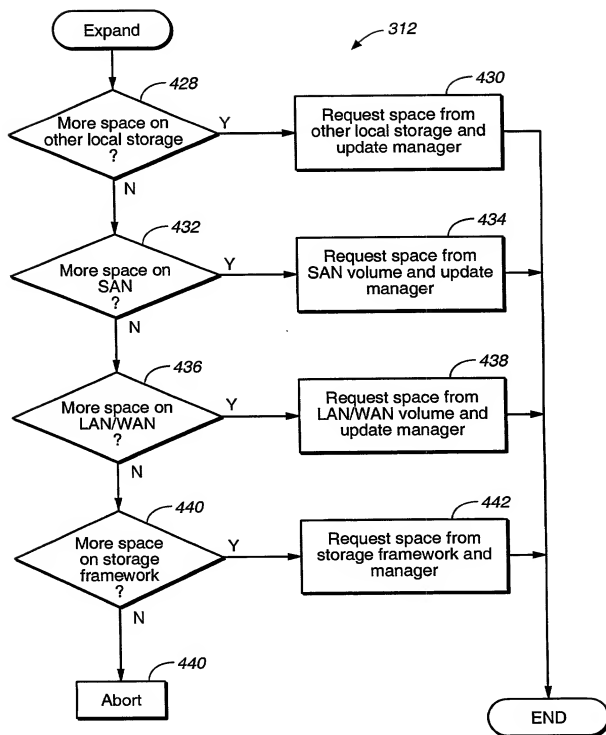 Expand
312
428
More space on
other local storage
?
Y
430
Request space from
other local storage and
update manager
N
432
More space on
SAN
?
Y
434
Request space from
SAN volume and update
manager
N
436
More space on
LAN/WAN
?
Y
438
Request space from
LAN/WAN volume and
update manager
N
440
More space
on storage
framework
?
Y
442
Request space from
storage framework and
manager
N
440
Abort
END